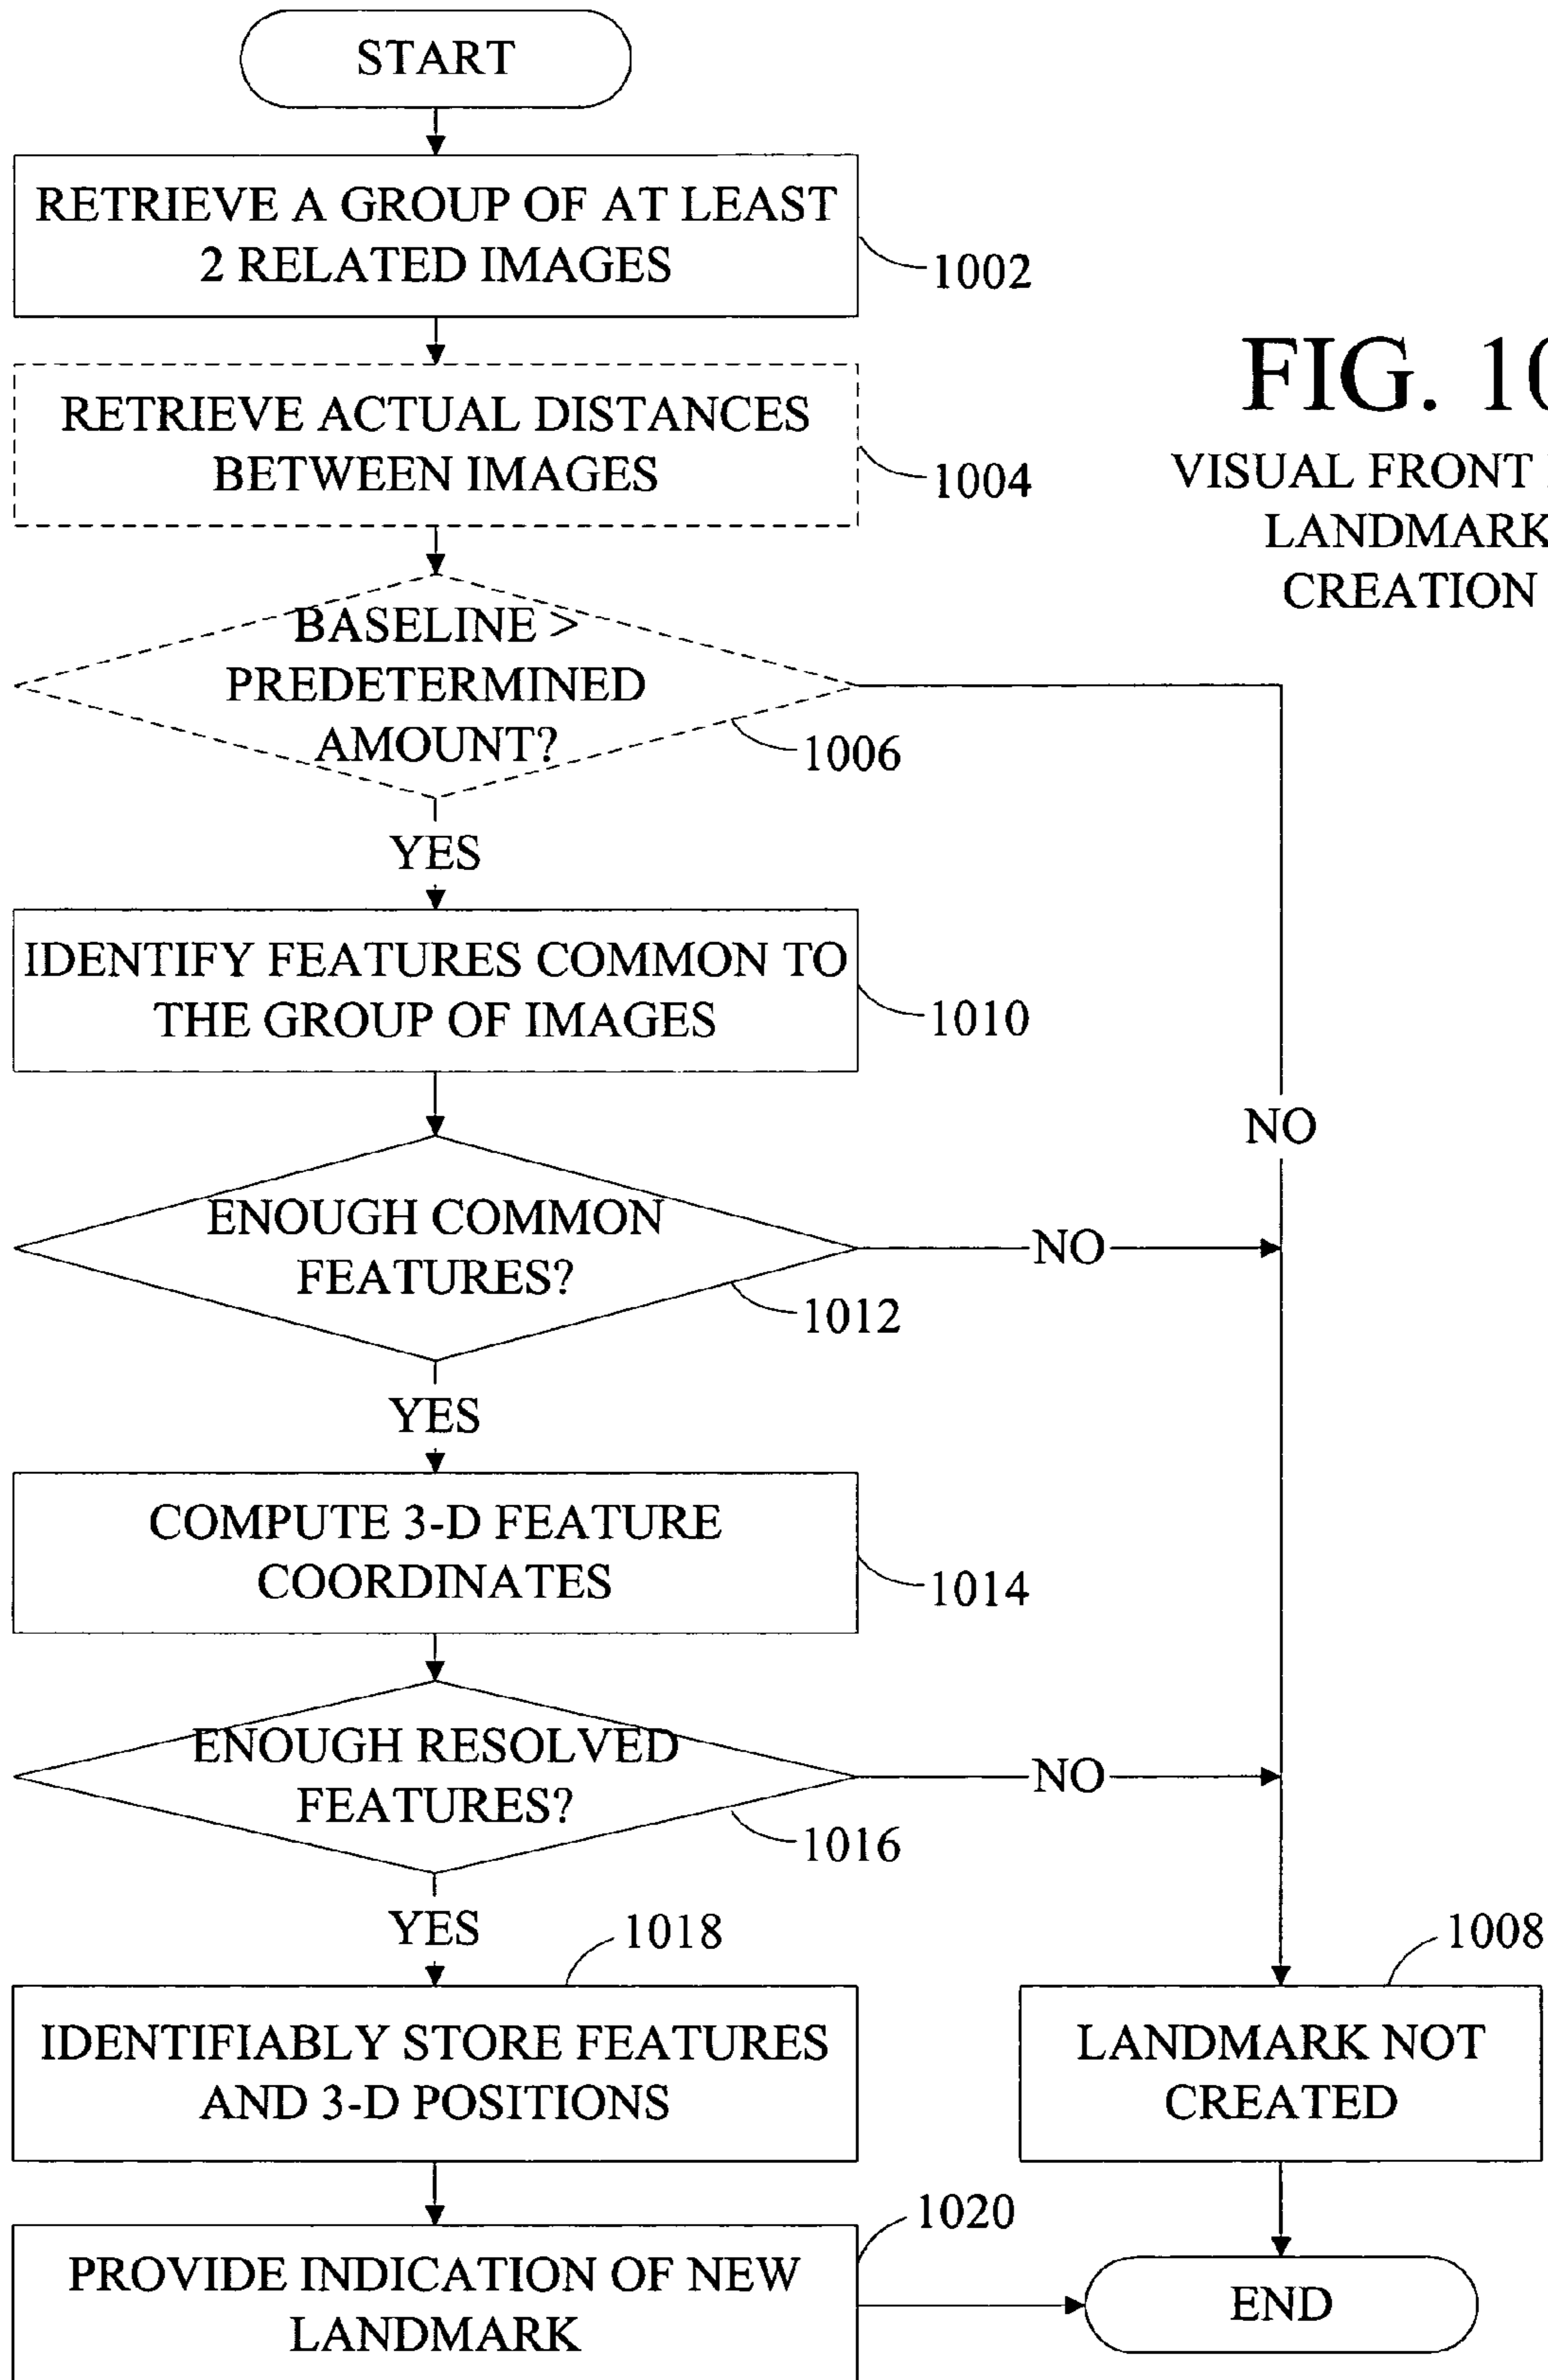 START
RETRIEVE A GROUP OF AT LEAST
2 RELATED IMAGES
1002
RETRIEVE ACTUAL DISTANCES
BETWEEN IMAGES
1004
FIG. 10
VISUAL FRONT
LANDMARK
CREATION
BASELINE >
PREDETERMINED
AMOUNT?
1006
YES
IDENTIFY FEATURES COMMON TO
THE GROUP OF IMAGES
1010
NO
ENOUGH COMMON
FEATURES?
NO
1012
YES
COMPUTE 3-D FEATURE
COORDINATES
1014
ENOUGH RESOLVED
FEATURES?
NO
1016
YES
1018
1008
IDENTIFIABLY STORE FEATURES
AND 3-D POSITIONS
LANDMARK NOT
CREATED
1020
PROVIDE INDICATION OF NEW
LANDMARK
END